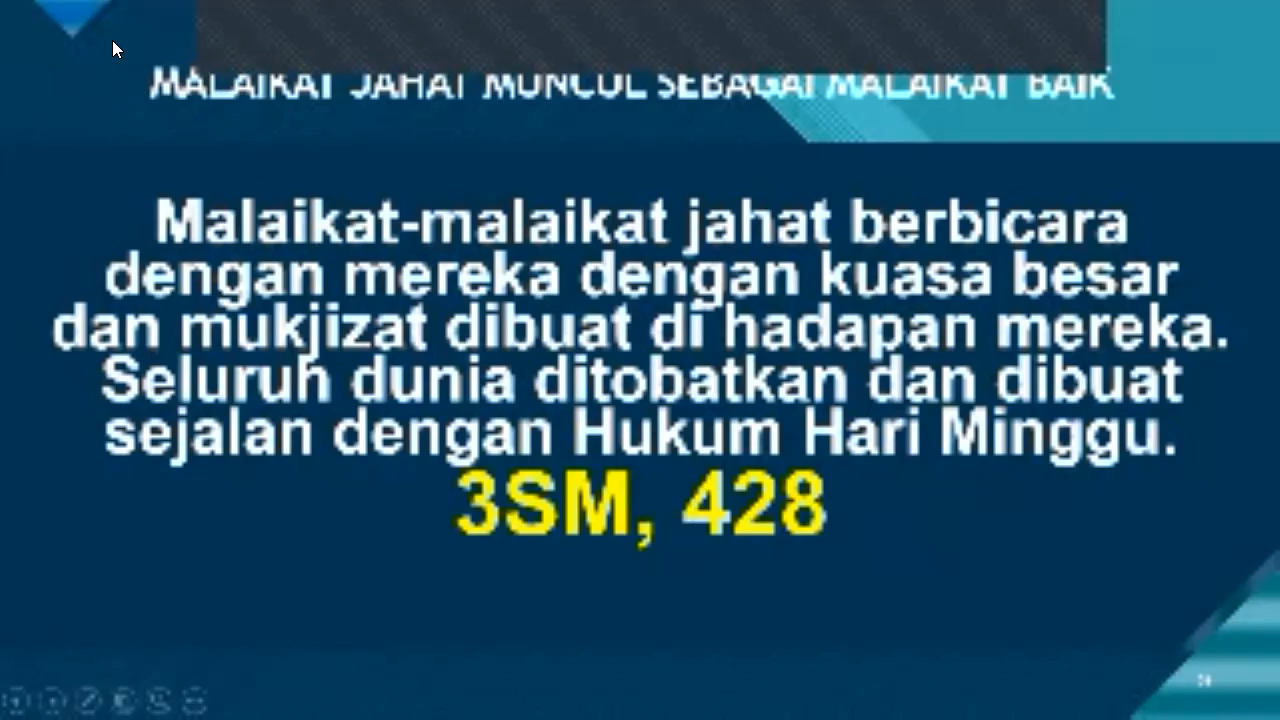 MALAIKAT JAHAT MUNCUL SEBAGAI MALAIKAT BAIK
Malaikat-malaikat jahat berbicara
dengan mereka dengan kuasa besar
dan mukjizat dibuat di hadapan mereka.
Seluruh dunia ditobatkan dan dibuat
sejalan dengan Hukum Hari Minggu.
3SM, 428